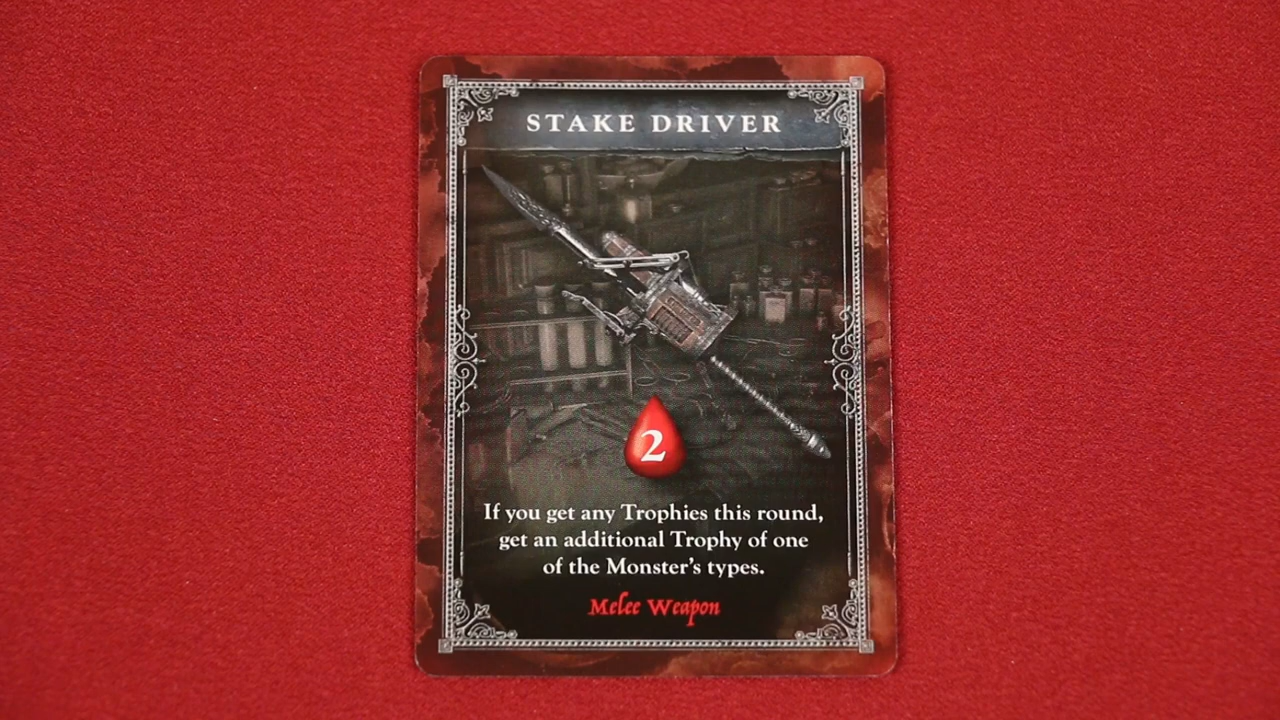 STAKE DRIVER
2
If you get any Trophies this round,
get an additional Trophy of one
of the Monster's types.
Melee Weapon